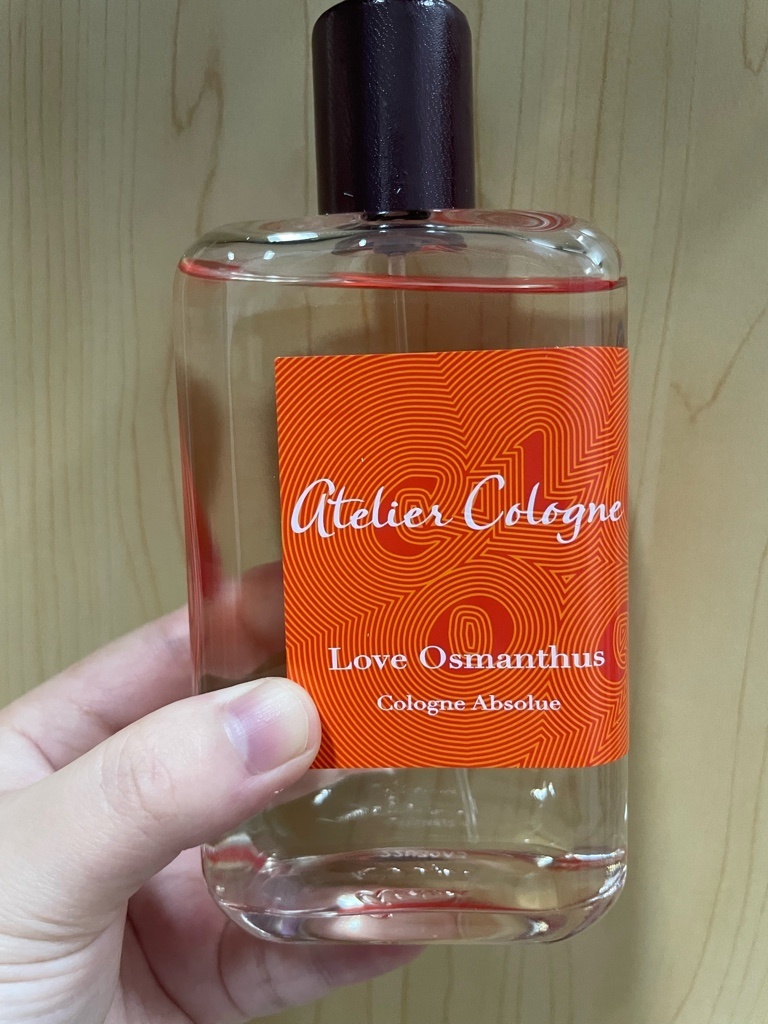 Atelier Cologne
Love Osmanthus
Cologne Absolue